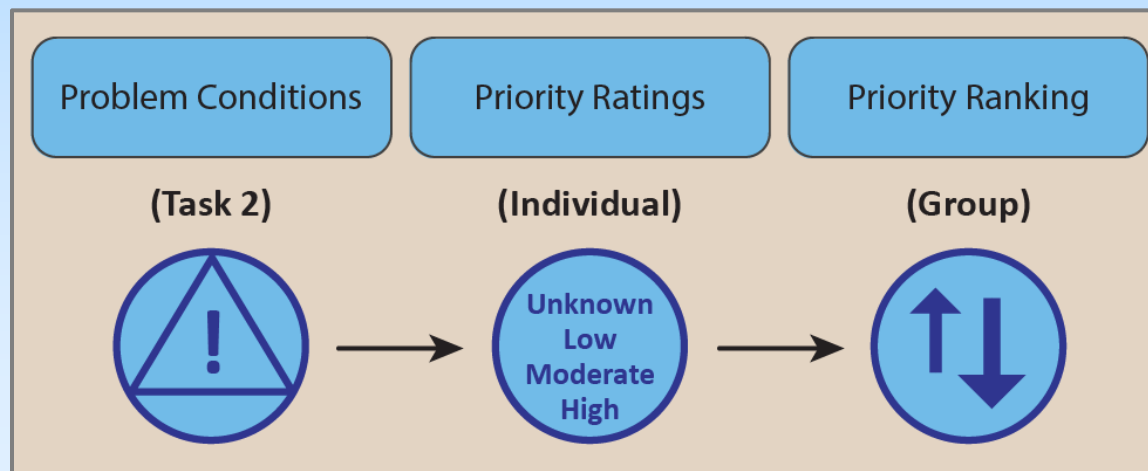 Problem Conditions
Priority Ratings
Priority Ranking
(Task 2)
(Individual)
(Group)
!
Unknown
Low
Moderate
High